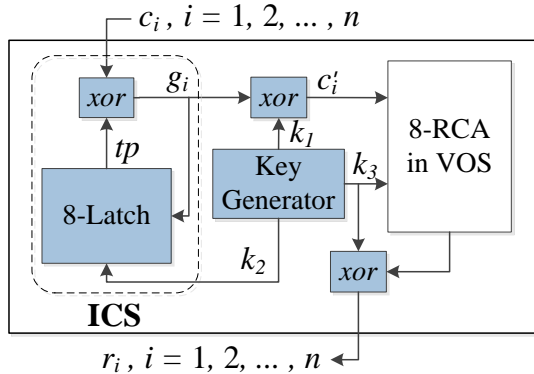 c_i , i = 1, 2, ... , n
xor
g_i
xor
c'_i
8-RCA
in VOS
xor
tp
k_1
Key
Generator
k_3
8-Latch
k_2
xor
ICS
r_i , i = 1, 2, ... , n